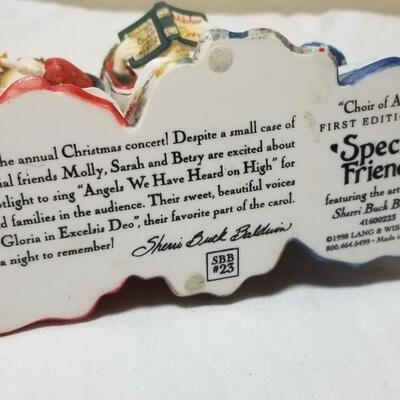 he annual Christmas concert! Despite a small case of
ial friends Molly, Sarah and Betsy are excited about
otlight to sing "Angels We Have Heard on High" for
d families in the audience. Their sweet, beautiful voices
Gloria in Excelsis Deo", their favorite part of the carol.
a night to remember!
Sherri Buck Baldwin
SBB
#23
"Choir of A
FIRST EDITIO
Speci
Friend
featuring the art
Sherri Buck B
41600223
©1998 LANG & WIS
800.464.5499 • Made i